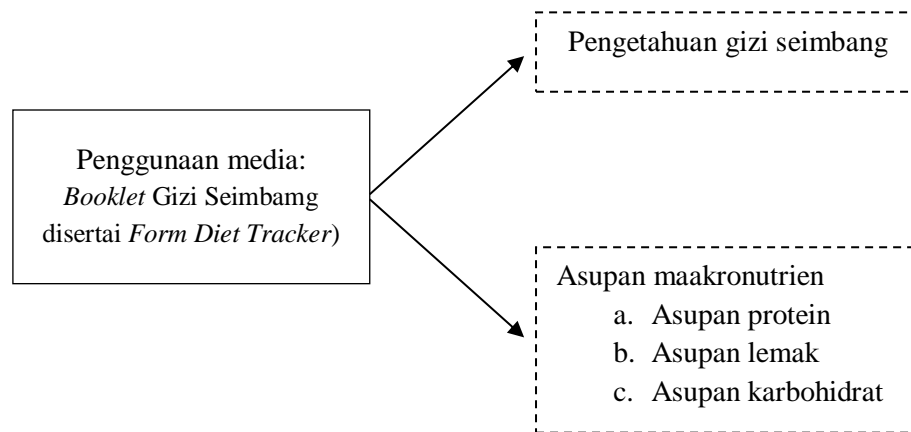 Pengetahuan gizi seimbang
Penggunaan media:
Booklet Gizi Seimbamg
disertai Form Diet Tracker)
Asupan maakronutrien
a. Asupan protein
b. Asupan lemak
c. Asupan karbohidrat